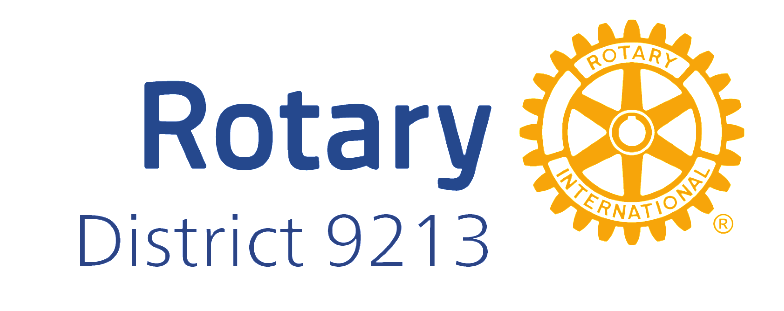 Rotary
District 9213
ROTARY
INTERNATIONAL
®